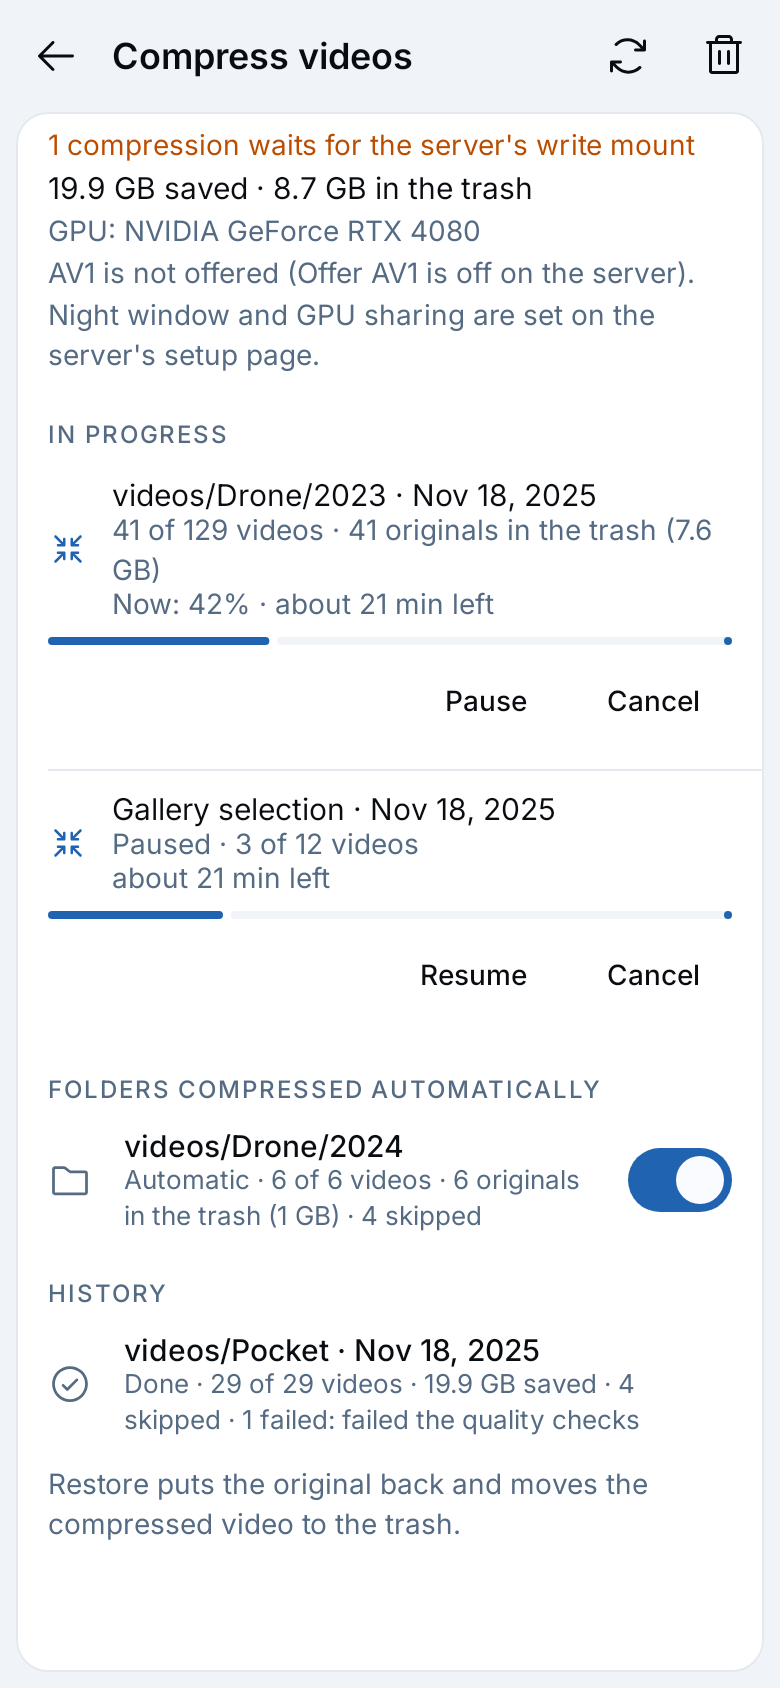 Compress videos
1 compression waits for the server's write mount
19.9 GB saved · 8.7 GB in the trash
GPU: NVIDIA GeForce RTX 4080
AV1 is not offered (Offer AV1 is off on the server).
Night window and GPU sharing are set on the
server's setup page.
IN PROGRESS
videos/Drone/2023 · Nov 18, 2025
41 of 129 videos · 41 originals in the trash (7.6
GB)
Now: 42% · about 21 min left
Pause Cancel
Gallery selection · Nov 18, 2025
Paused · 3 of 12 videos
about 21 min left
Resume Cancel
FOLDERS COMPRESSED AUTOMATICALLY
videos/Drone/2024
Automatic · 6 of 6 videos · 6 originals
in the trash (1 GB) · 4 skipped
HISTORY
videos/Pocket · Nov 18, 2025
Done · 29 of 29 videos · 19.9 GB saved · 4
skipped · 1 failed: failed the quality checks
Restore puts the original back and moves the
compressed video to the trash.